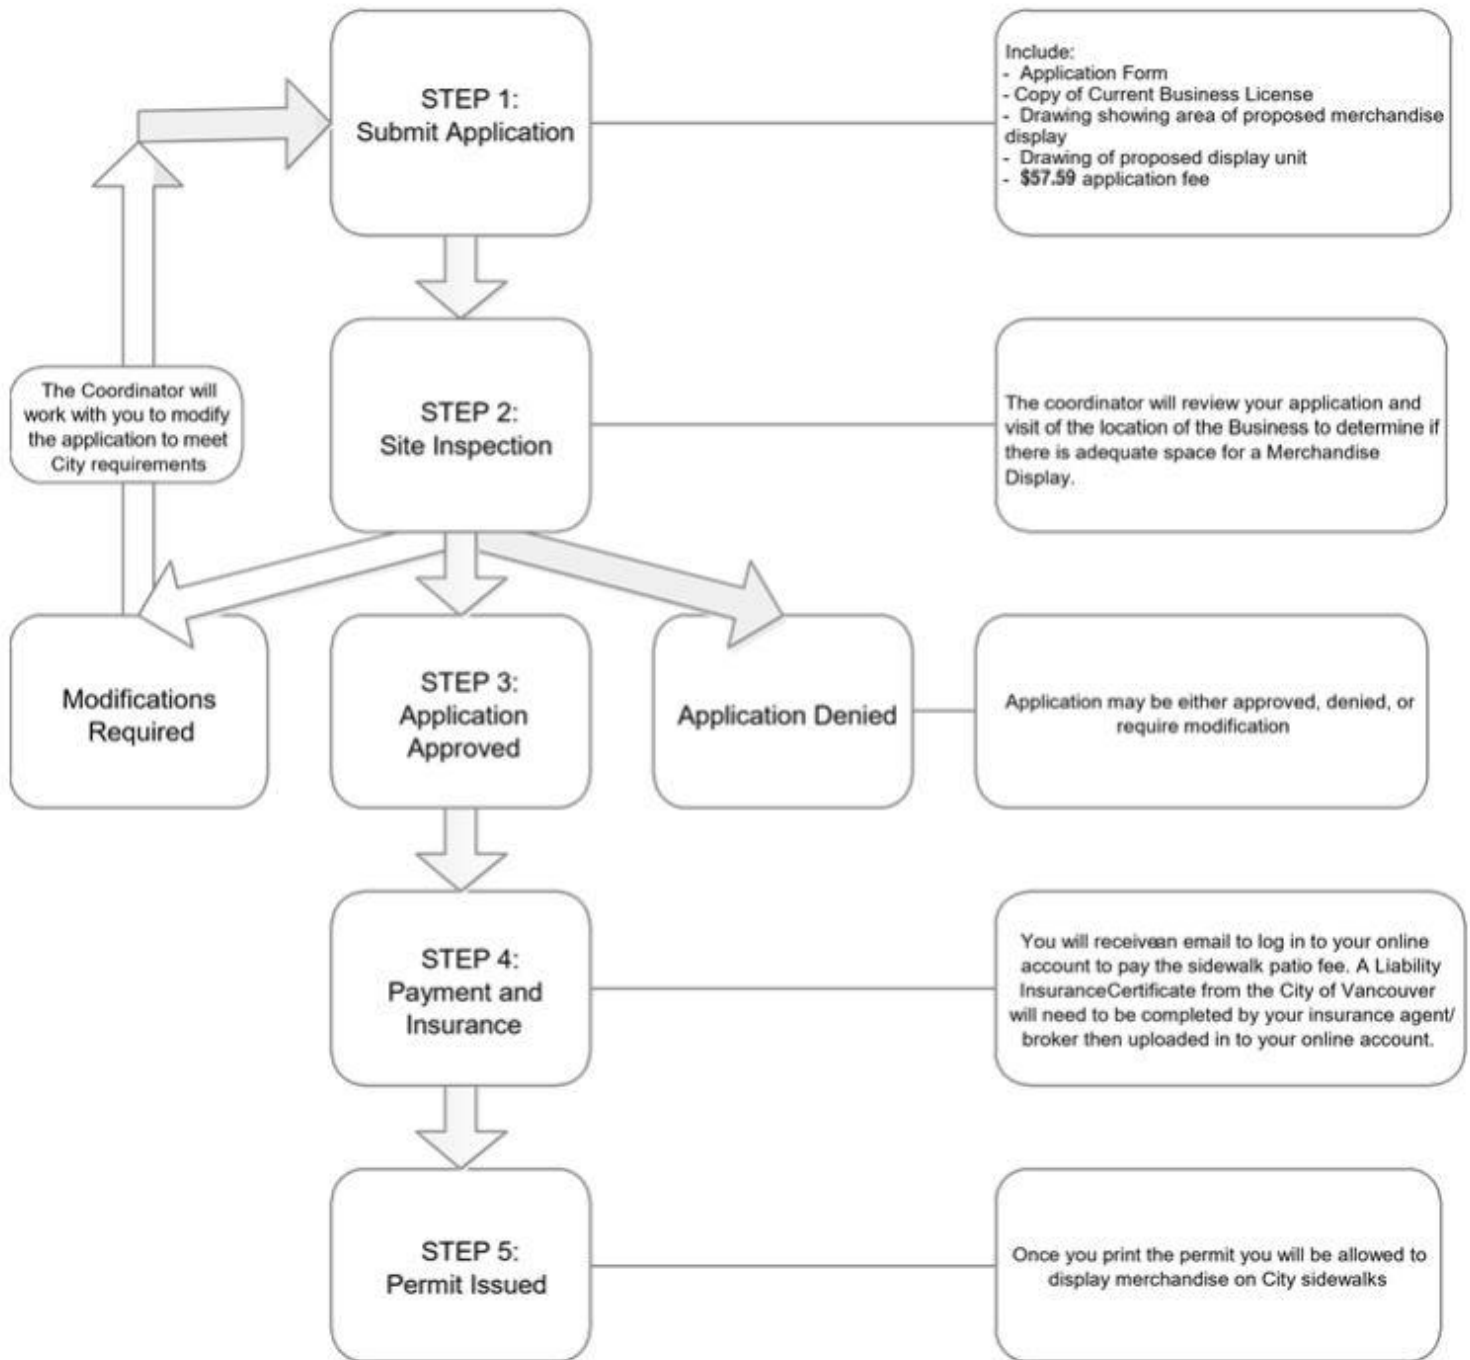 STEP 1:
Submit Application
Include:
- Application Form
- Copy of Current Business License
- Drawing showing area of proposed merchandise
display
- Drawing of proposed display unit
- $57.59 application fee
The Coordinator will
work with you to modify
the application to meet
City requirements
STEP 2:
Site Inspection
The coordinator will review your application and
visit of the location of the Business to determine if
there is adequate space for a Merchandise
Display.
Modifications
Required
STEP 3:
Application
Approved
Application Denied
Application may be either approved, denied, or
require modification
STEP 4:
Payment and
Insurance
You will receivean email to log in to your online
account to pay the sidewalk patio fee. A Liability
InsuranceCertificate from the City of Vancouver
will need to be completed by your insurance agent/
broker then uploaded in to your online account.
STEP 5:
Permit Issued
Once you print the permit you will be allowed to
display merchandise on City sidewalks